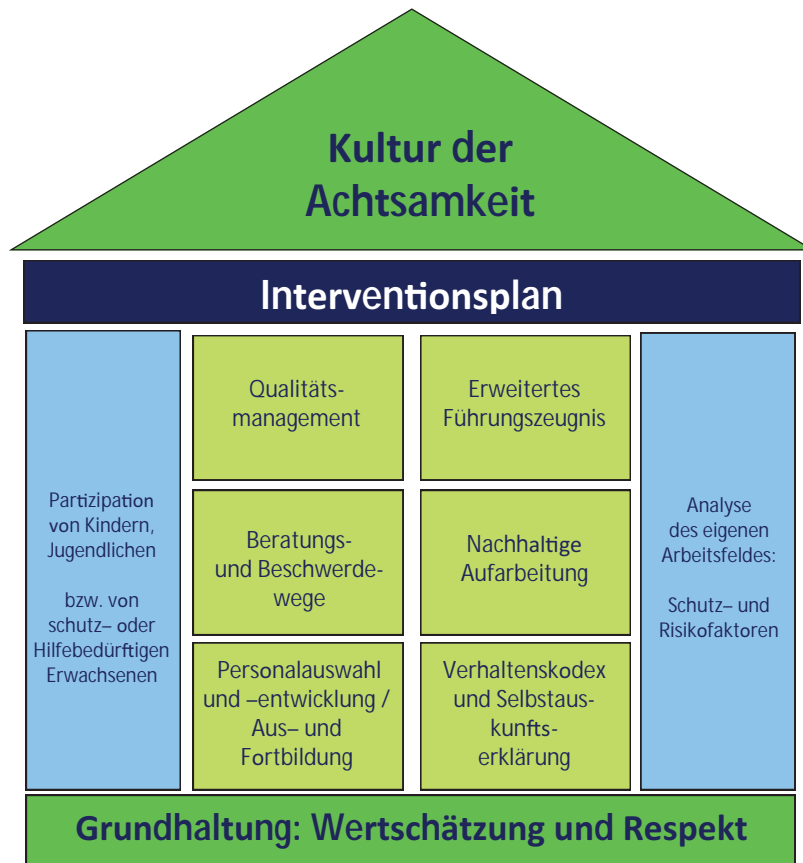 Kultur der
Achtsamkeit
Interventionsplan
Partizipation
von Kindern,
Jugendlichen
bzw. von
schutz– oder
Hilfebedürftigen
Erwachsenen
Qualitäts-
management
Erweitertes
Führungszeugnis
Beratungs-
und Beschwerde-
wege
Nachhaltige
Aufarbeitung
Personalauswahl
und –entwicklung /
Aus– und
Fortbildung
Verhaltenskodex
und Selbstaus-
kunfts-
erklärung
Analyse
des eigenen
Arbeitsfeldes:
Schutz– und
Risikofaktoren
Grundhaltung: Wertschätzung und Respekt